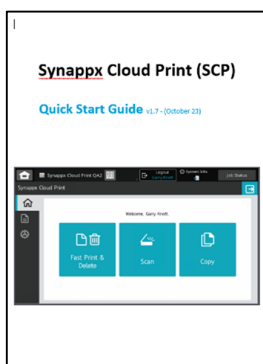 Synappx Cloud Print (SCP)
Quick Start Guide v1.7 - (October 23)
Synappx Cloud Print QA2
Logout
System Info.
Job Status
Synappx Cloud Print
Welcome, Gary Pirott.
Fast Print &
Delete
Scan
Copy